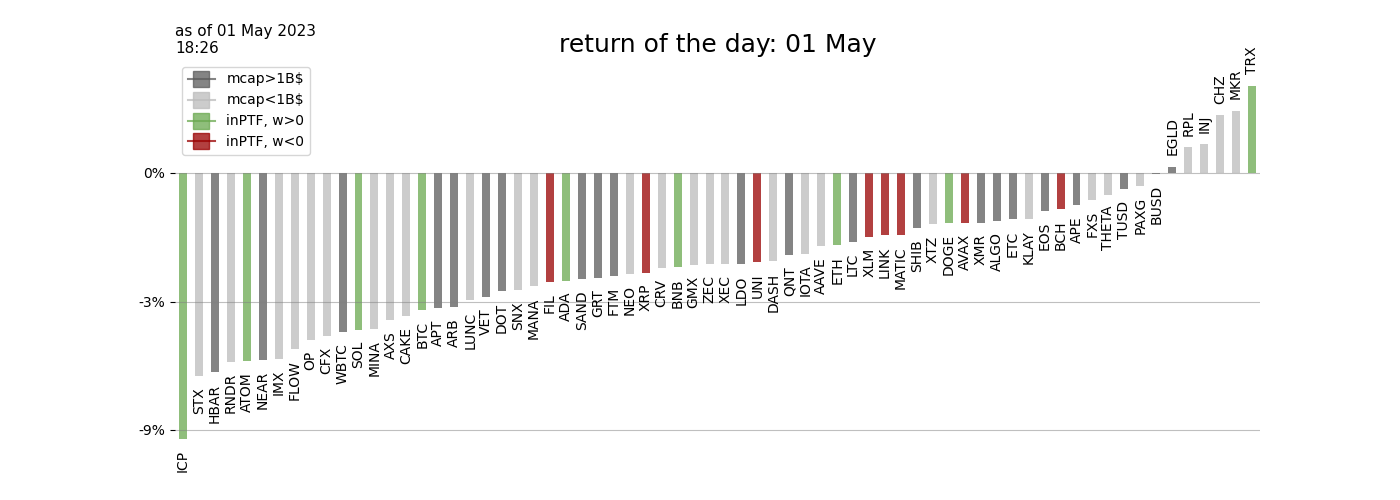 as of 01 May 2023
18:26
return of the day: 01 May
mcap>1B$
mcap<1B$
inPTF, w>0
inPTF, w<0
0%
-3%
-9%
ICP
STX
HBAR
RNDR
ATOM
NEAR
IMX
FLOW
OP
CFX
WBTC
SOL
MINA
AXS
CAKE
BTC
APT
ARB
LUNC
VET
DOT
SNX
MANA
FIL
ADA
SAND
GRT
FTM
NEO
XRP
CRV
BNB
GMX
ZEC
XEC
LDO
UNI
DASH
QNT
IOTA
AAVE
ETH
LTC
XLM
LINK
MATIC
SHIB
XTZ
DOGE
AVAX
XMR
ALGO
ETC
KLAY
EOS
BCH
APE
FXS
THETA
TUSD
PAXG
BUSD
EGLD
RPL
INJ
CHZ
MKR
TRX